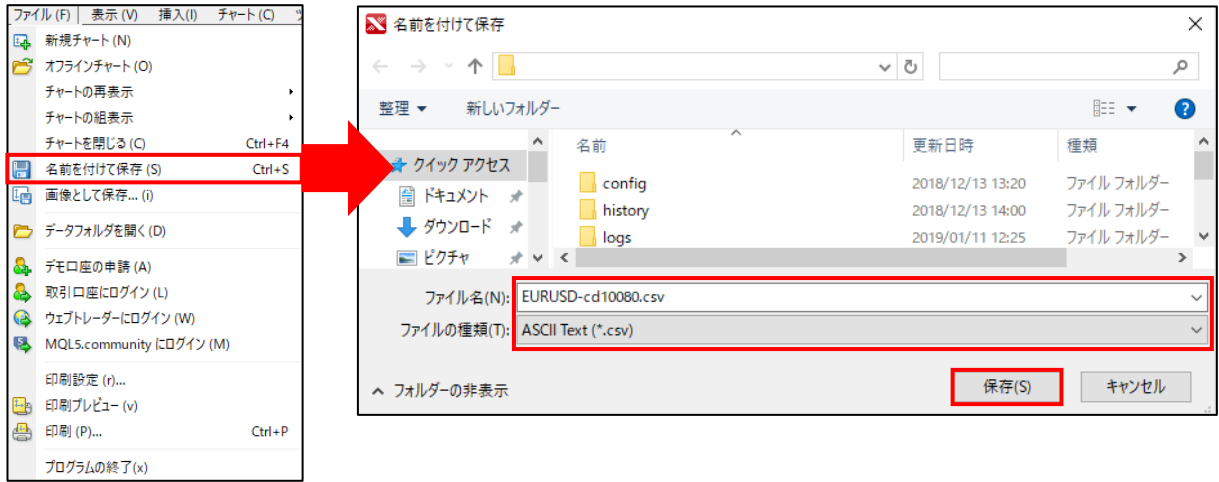 ファイル (F) 表示 (V) 挿入(I) チャート (C)
新規チャート (N)
オフラインチャート (O)
チャートの再表示
チャートの組表示
チャートを閉じる (C) Ctrl+F4
名前を付けて保存 (S) Ctrl+S
画像として保存... (i)
データフォルダを開く (D)
デモ口座の申請 (A)
取引口座にログイン (L)
ウェブトレーダーにログイン (W)
MQL5.community にログイン (M)
印刷設定 (r)...
印刷プレビュー (v)
印刷 (P)... Ctrl+P
プログラムの終了(x)
名前を付けて保存
整理 新しいフォルダー
名前 更新日時 種類
クイック アクセス
ドキュメント
ダウンロード
ピクチャ
config 2018/12/13 13:20 ファイル フォルダー
history 2018/12/13 14:00 ファイル フォルダー
logs 2019/01/11 12:25 ファイル フォルダー
ファイル名(N): EURUSD-cd10080.csv
ファイルの種類(T): ASCII Text (*.csv)
フォルダーの非表示 保存(S) キャンセル